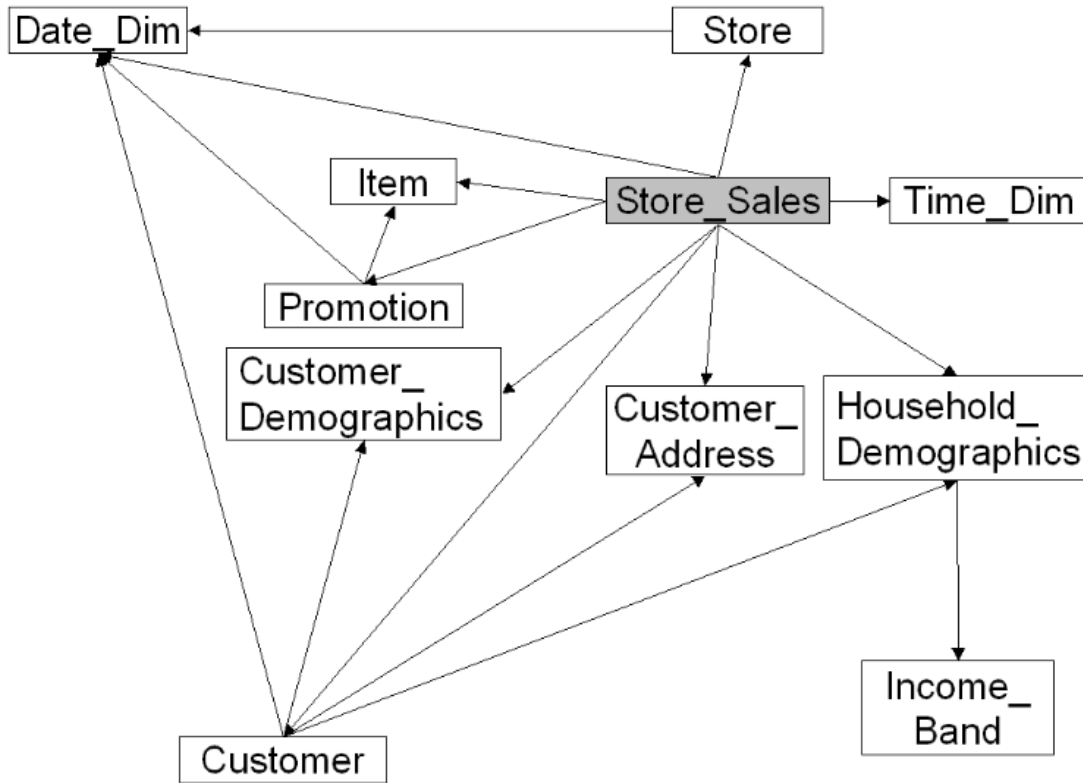 Date_Dim
Store
Item
Store_Sales
Time_Dim
Promotion
Customer_
Demographics
Customer_
Address
Household_
Demographics
Income_
Band
Customer